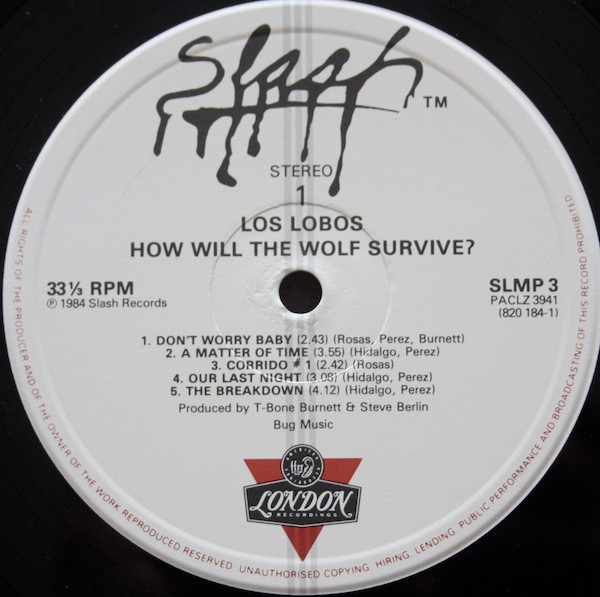 Slash
TM
STEREO
1
LOS LOBOS
HOW WILL THE WOLF SURVIVE?
33⅓ RPM
℗ 1984 Slash Records
SLMP 3
PACLZ 3941
(820 184-1)
1. DON'T WORRY BABY (2.43) (Rosas, Perez, Burnett)
2. A MATTER OF TIME (3.55) (Hidalgo, Perez)
3. CORRIDO #1 (2.42) (Rosas)
4. OUR LAST NIGHT (3.08) (Hidalgo, Perez)
5. THE BREAKDOWN (4.12) (Hidalgo, Perez)
Produced by T-Bone Burnett & Steve Berlin
Bug Music
LONDON
RECORDINGS
ALL RIGHTS OF THE PRODUCER AND OF THE OWNER OF THE WORK REPRODUCED RESERVED. UNAUTHORISED COPYING, HIRING, LENDING, PUBLIC PERFORMANCE AND BROADCASTING OF THIS RECORD PROHIBITED.